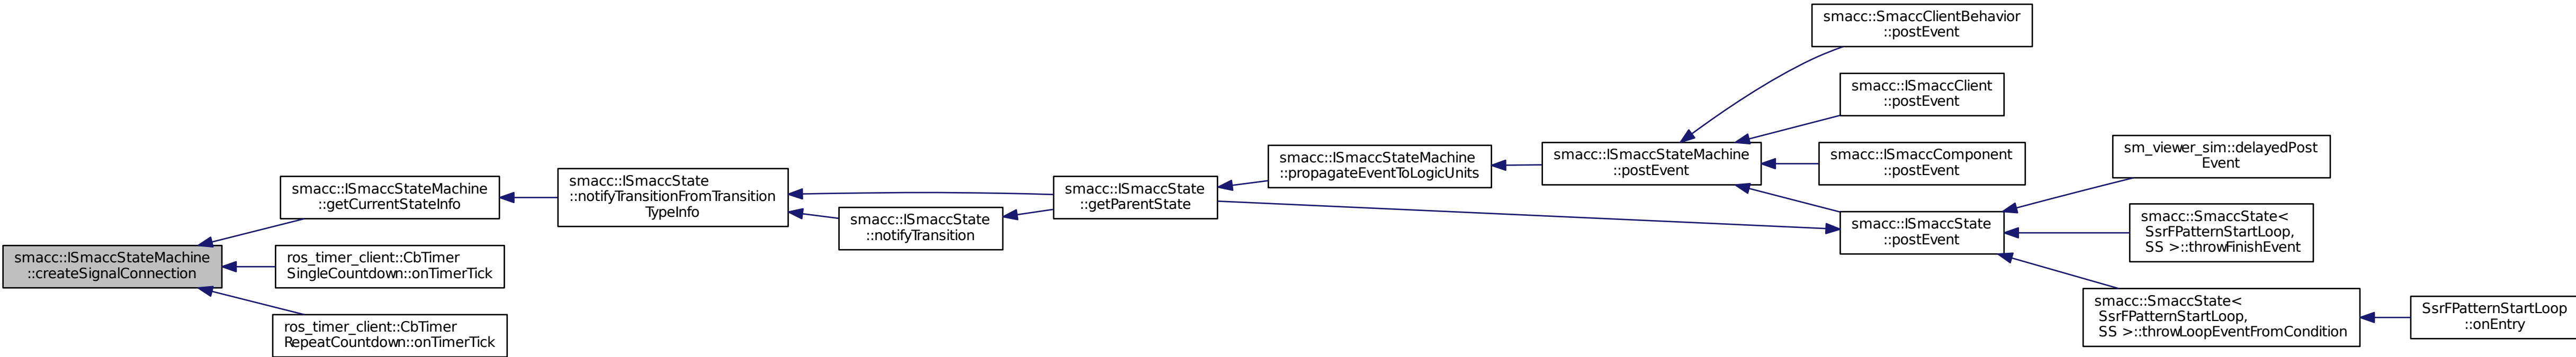 smacc::ISmaccStateMachine
::createSignalConnection
smacc::ISmaccStateMachine
::getCurrentStateInfo
ros_timer_client::CbTimer
SingleCountdown::onTimerTick
ros_timer_client::CbTimer
RepeatCountdown::onTimerTick
smacc::ISmaccState
::notifyTransitionFromTransition
TypeInfo
smacc::ISmaccState
::notifyTransition
smacc::ISmaccState
::getParentState
smacc::ISmaccStateMachine
::propagateEventToLogicUnits
smacc::ISmaccStateMachine
::postEvent
smacc::SmaccClientBehavior
::postEvent
smacc::ISmaccClient
::postEvent
smacc::ISmaccComponent
::postEvent
smacc::ISmaccState
::postEvent
sm_viewer_sim::delayedPost
Event
smacc::SmaccState<
SsrFPatternStartLoop,
SS >::throwFinishEvent
smacc::SmaccState<
SsrFPatternStartLoop,
SS >::throwLoopEventFromCondition
SsrFPatternStartLoop
::onEntry